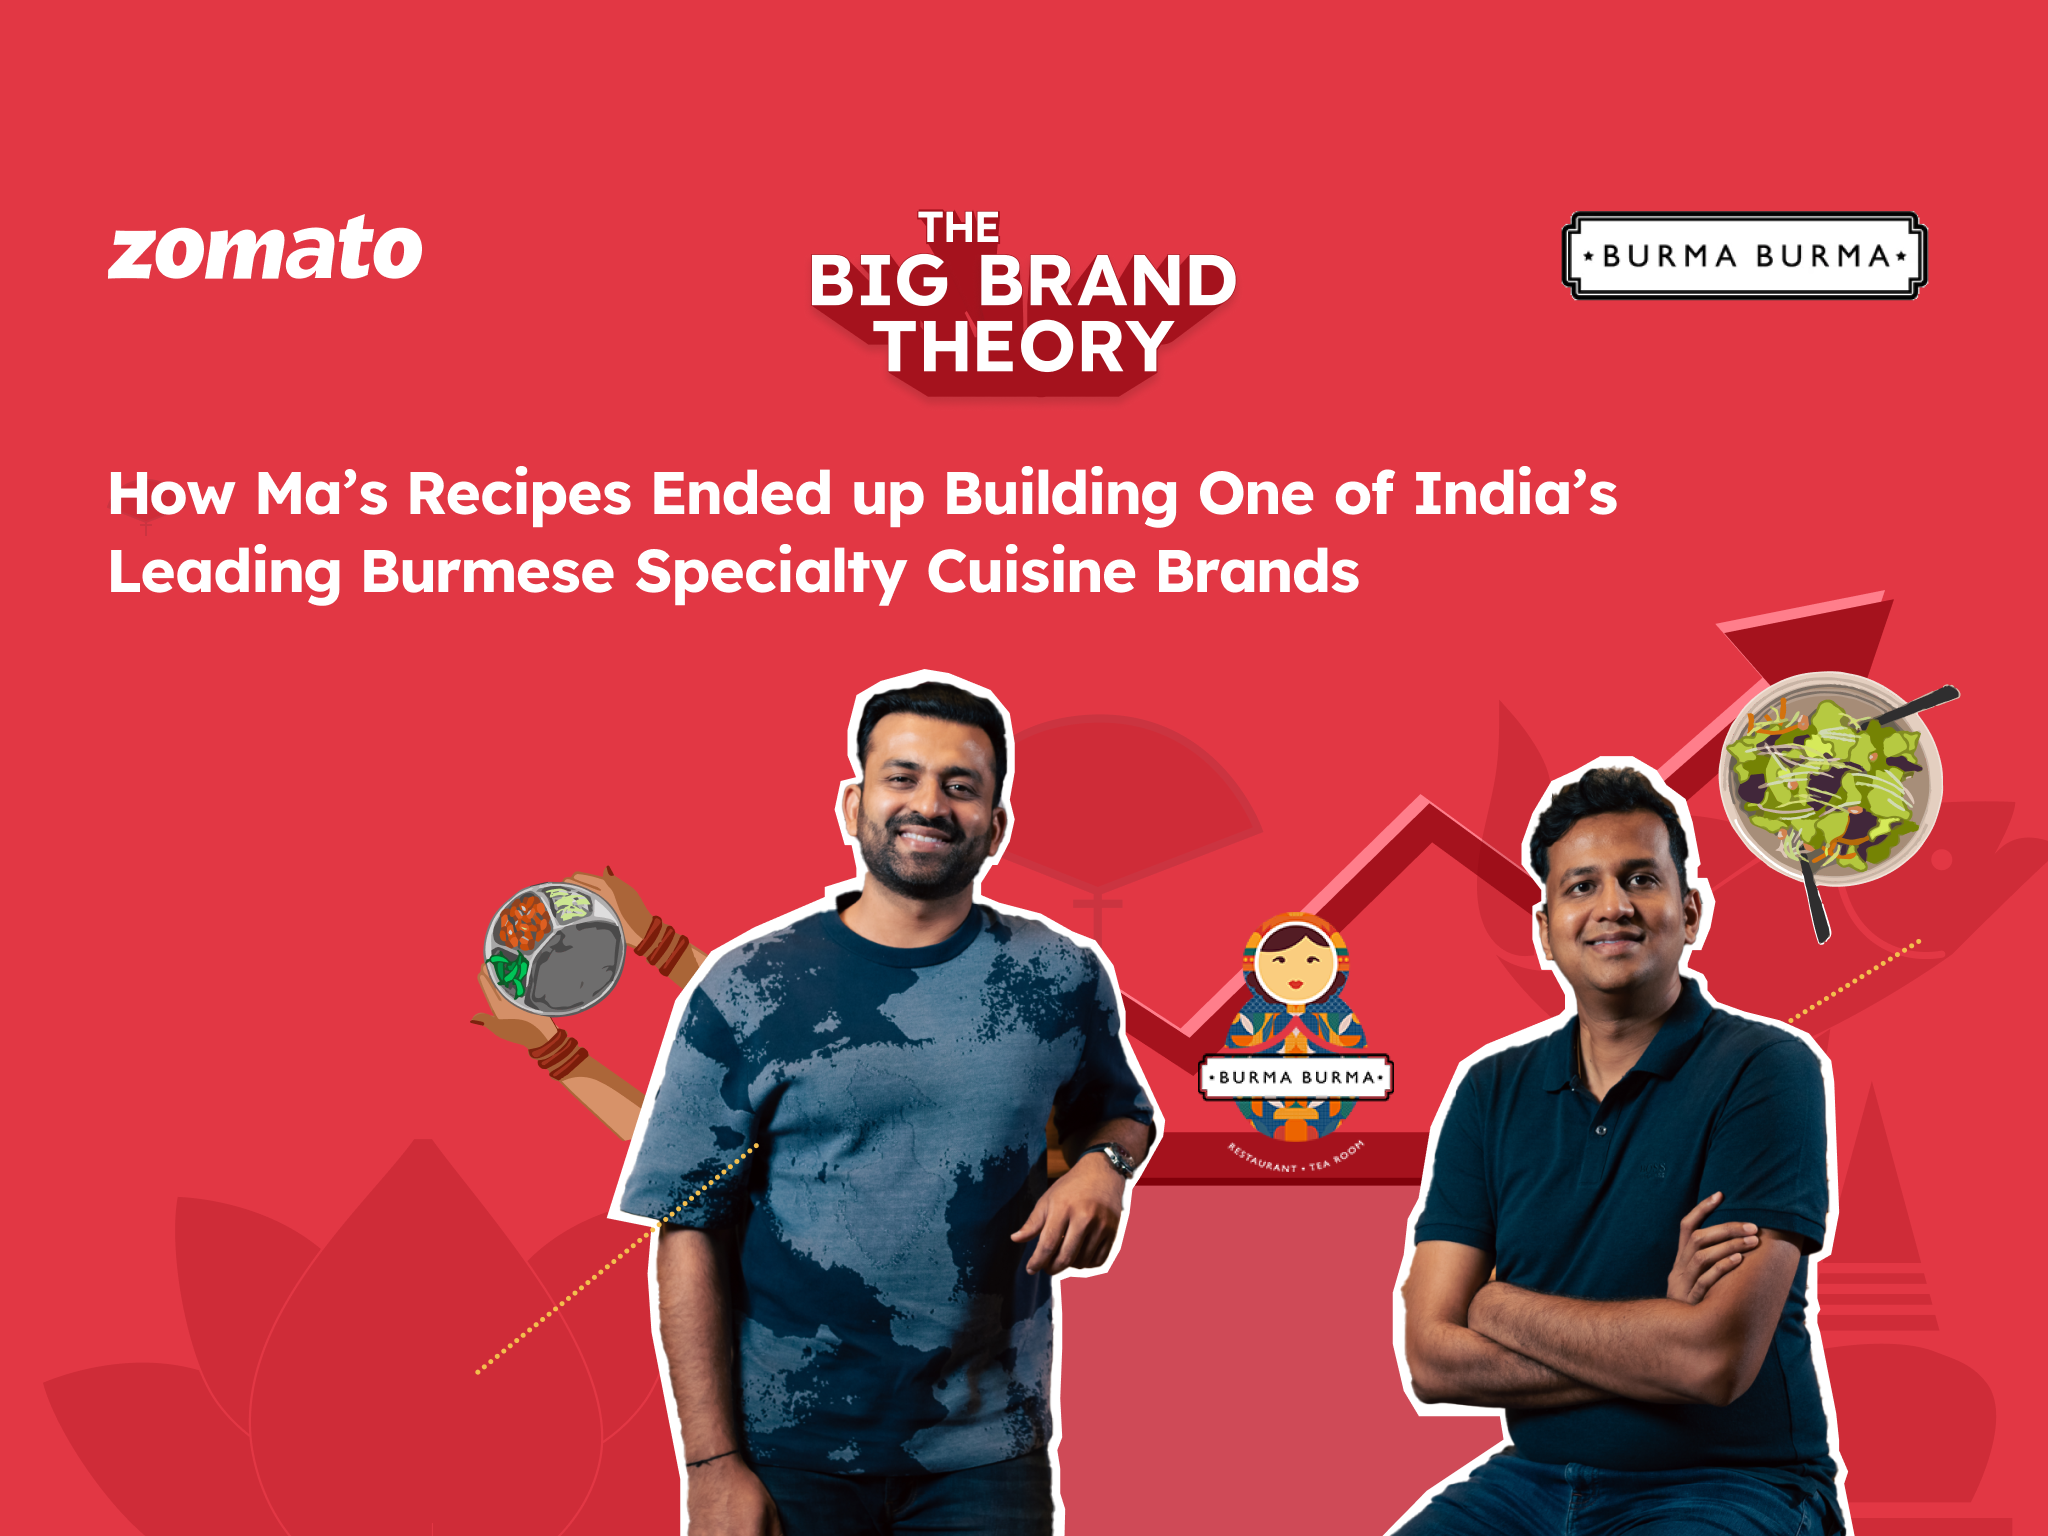 zomato
THE
BIG BRAND
THEORY
★ BURMA BURMA ★
How Ma’s Recipes Ended up Building One of India’s
Leading Burmese Specialty Cuisine Brands
• BURMA BURMA •
RESTAURANT • TEA ROOM